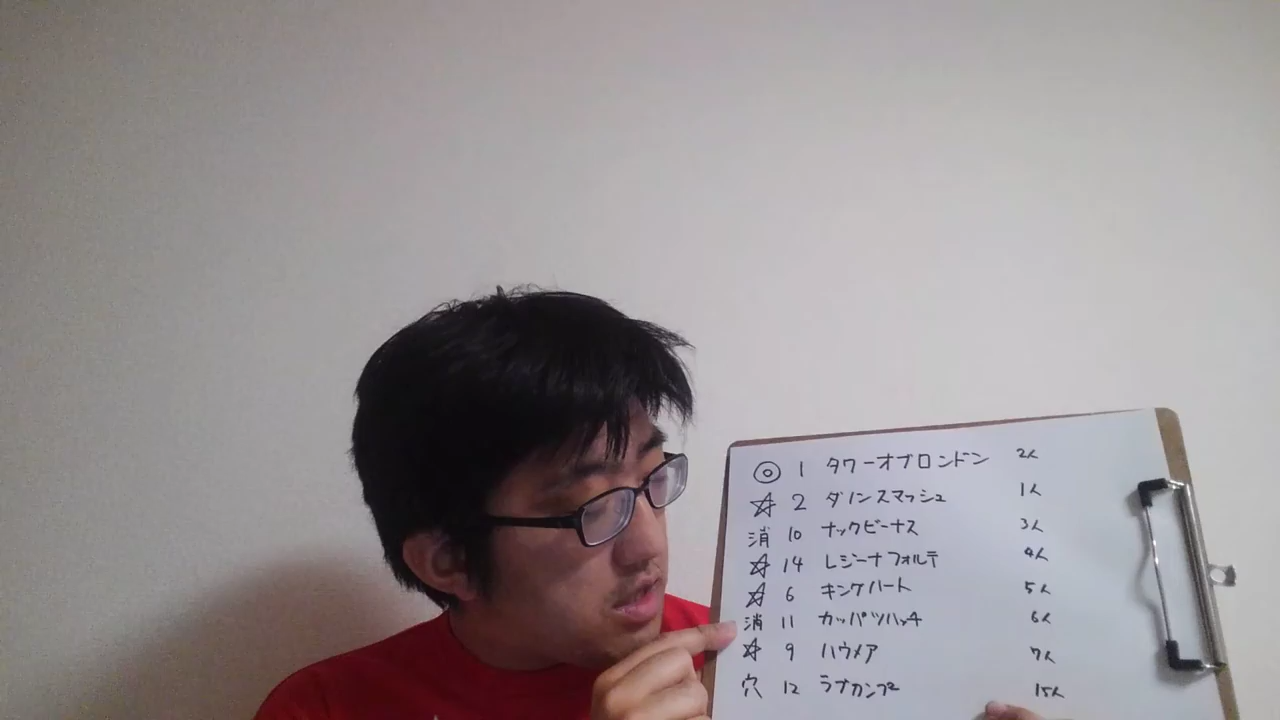 ◎ 1 タワーオブロンドン 2人
☆ 2 ダノンスマッシュ 1人
消 10 ナックビーナス 3人
☆ 14 レジーナフォルテ 4人
☆ 6 キングハート 5人
消 11 カッパツハッチ 6人
☆ 9 ハウメア 7人
穴 12 ラブカンプー 15人